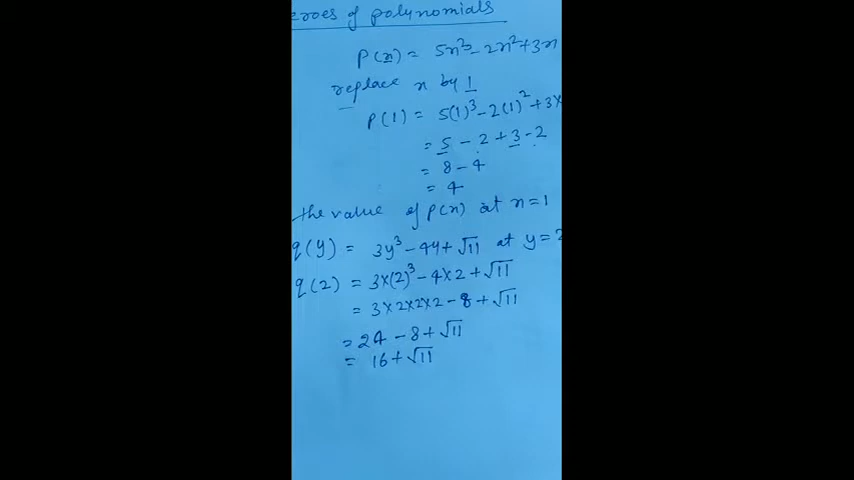 eroes of polynomials
P(x) = 5x³ - 2x² + 3x
replace x by 1
P(1) = 5(1)³ - 2(1)² + 3x
= 5 - 2 + 3 - 2
= 8 - 4
= 4
the value of P(x) at x = 1
q(y) = 3y³ - 4y + √11 at y = 2
q(2) = 3×(2)³ - 4×2 + √11
= 3×2×2×2 - 8 + √11
= 24 - 8 + √11
= 16 + √11